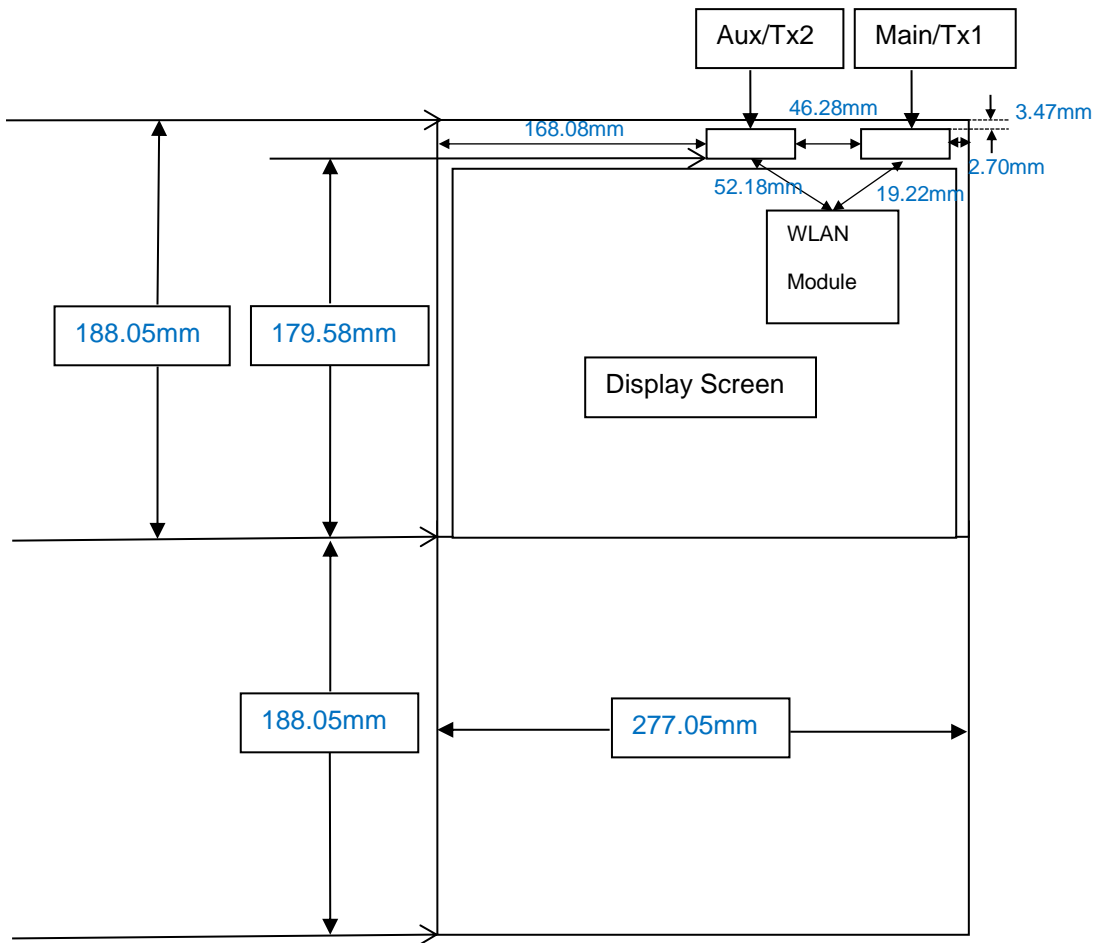 Aux/Tx2
Main/Tx1
46.28mm
3.47mm
168.08mm
2.70mm
52.18mm
19.22mm
WLAN
Module
188.05mm
179.58mm
Display Screen
188.05mm
277.05mm